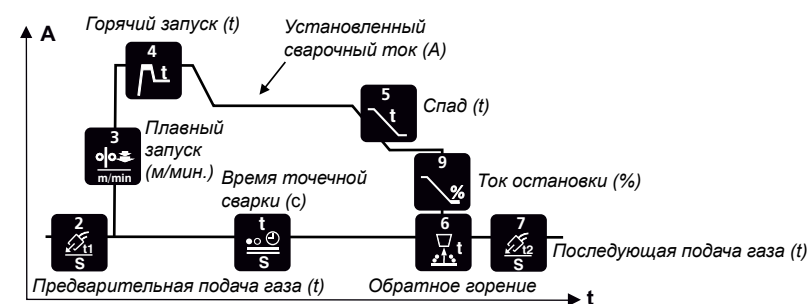 A
Горячий запуск (t)
Установленный
сварочный ток (А)
4
t
5
t
Спад (t)
3
m/min
Плавный
запуск
(м/мин.)
9
%
Ток остановки (%)
Время точечной
сварки (с)
2
t1
S
t
S
6
t
7
t2
S
Последующая подача газа (t)
Предварительная подача газа (t)
Обратное горение
t